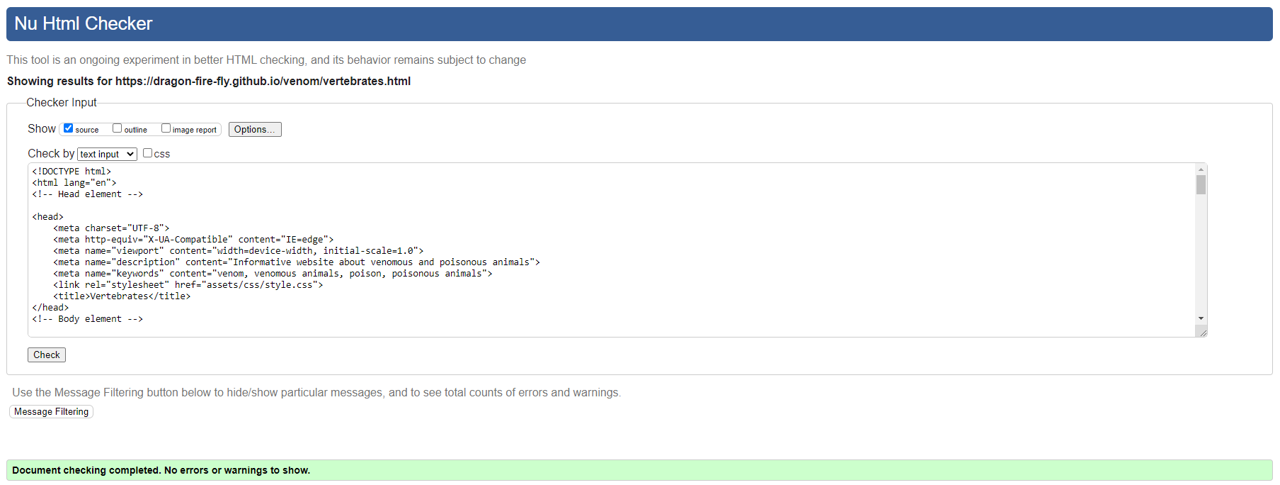 Nu Html Checker
This tool is an ongoing experiment in better HTML checking, and its behavior remains subject to change
Showing results for https://dragon-fire-fly.github.io/venom/vertebrates.html
Checker Input
Show source outline image report Options...
Check by text input css
<!DOCTYPE html>
<html lang="en">
<!-- Head element -->
<head>
    <meta charset="UTF-8">
    <meta http-equiv="X-UA-Compatible" content="IE=edge">
    <meta name="viewport" content="width=device-width, initial-scale=1.0">
    <meta name="description" content="Informative website about venomous and poisonous animals">
    <meta name="keywords" content="venom, venomous animals, poison, poisonous animals">
    <link rel="stylesheet" href="assets/css/style.css">
    <title>Vertebrates</title>
</head>
<!-- Body element -->
Check
Use the Message Filtering button below to hide/show particular messages, and to see total counts of errors and warnings.
Message Filtering
Document checking completed. No errors or warnings to show.